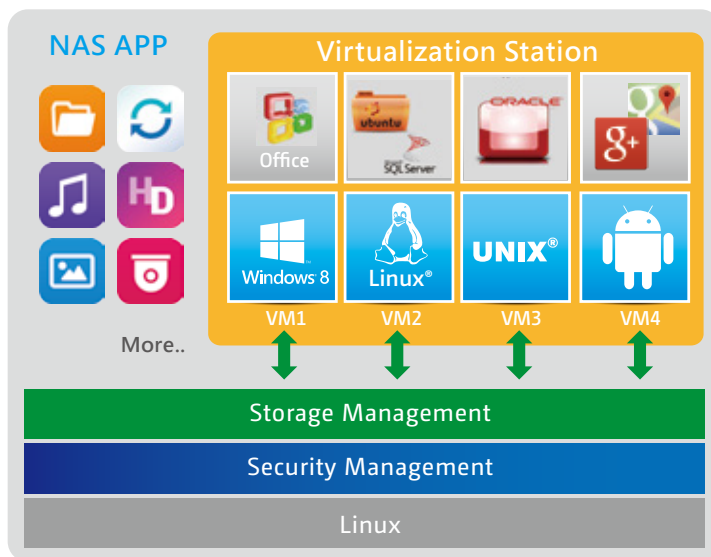 NAS APP
Virtualization Station
Office
ubuntu
SQL Server
ORACLE
g+
HD
Windows 8
Linux®
UNIX®
VM1
VM2
VM3
VM4
More..
Storage Management
Security Management
Linux